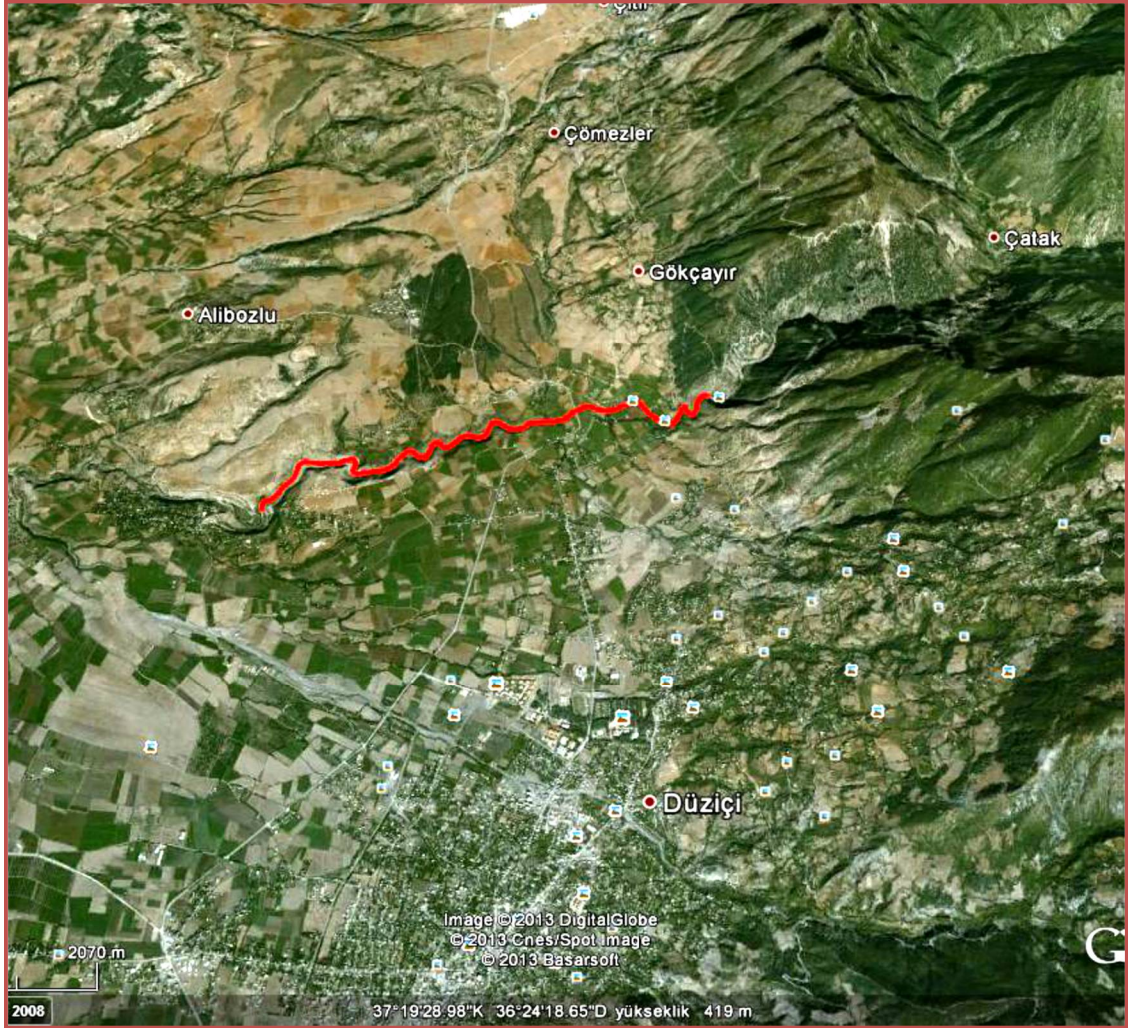 Çitli
Çömezler
Çatak
Gökçayır
Alibozlu
Düziçi
Image © 2013 DigitalGlobe
© 2013 Cnes/Spot Image
© 2013 Basarsoft
2070 m
2008
37°19'28.98"K 36°24'18.65"D yükseklik 419 m